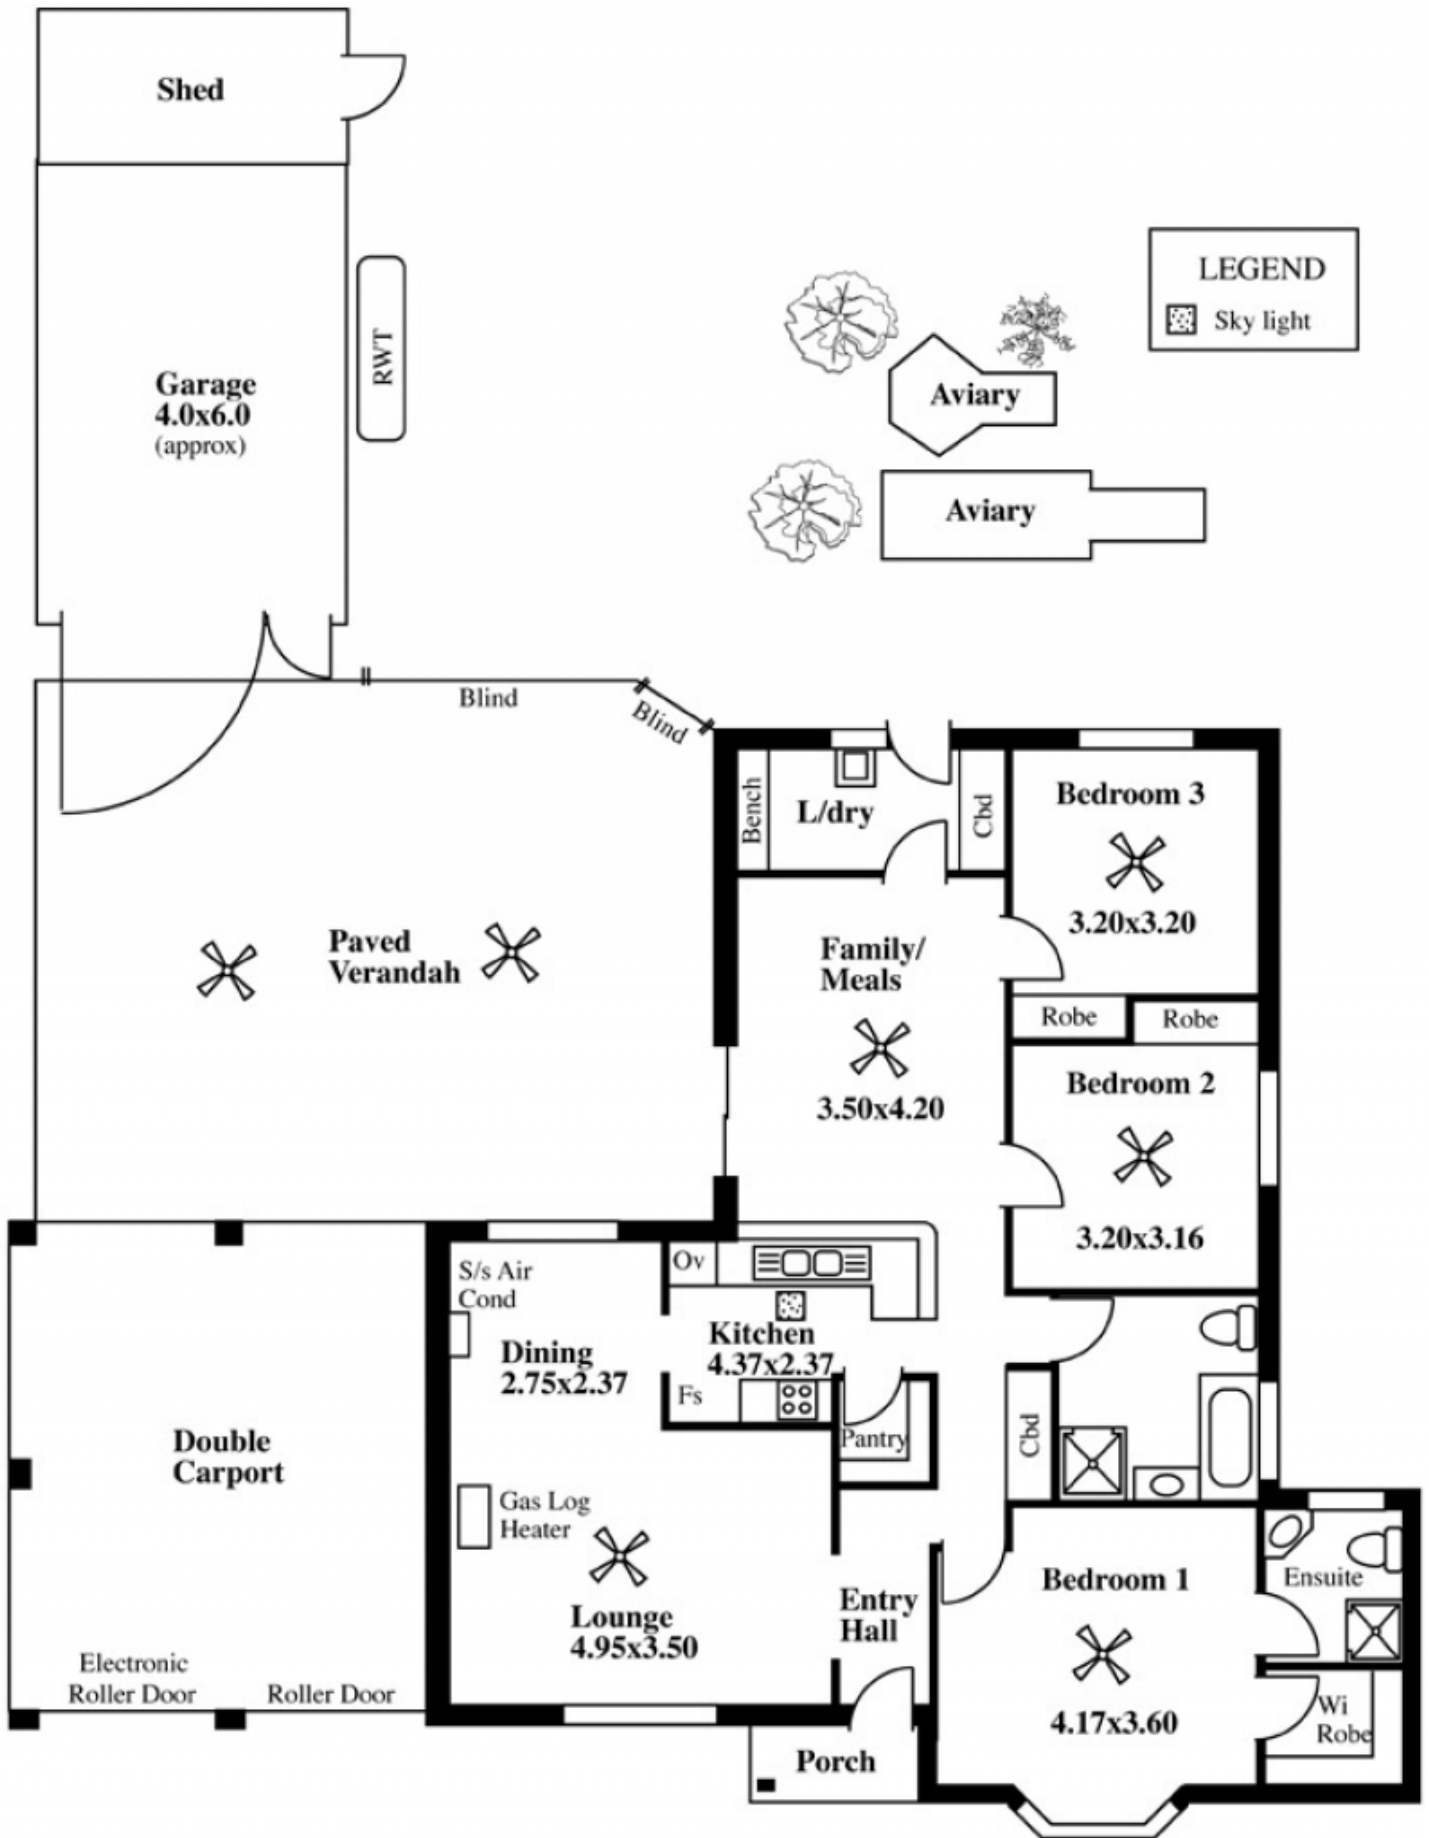 Shed
LEGEND
Sky light
RWT
Garage
4.0x6.0
(approx)
Aviary
Aviary
Blind
Blind
Bench
L/dry
Cbd
Bedroom 3
3.20x3.20
Paved
Verandah
Family/
Meals
3.50x4.20
Robe
Robe
Bedroom 2
3.20x3.16
S/s Air
Cond
Ov
Dining
2.75x2.37
Kitchen
4.37x2.37
Fs
Pantry
Cbd
Double
Carport
Gas Log
Heater
Lounge
4.95x3.50
Entry
Hall
Bedroom 1
4.17x3.60
Ensuite
Wi
Robe
Electronic
Roller Door
Roller Door
Porch